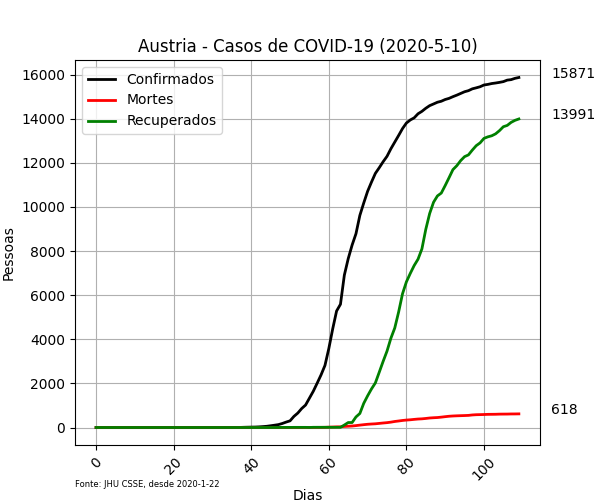 Austria - Casos de COVID-19 (2020-5-10)
Confirmados
Mortes
Recuperados
16000
14000
12000
10000
8000
6000
4000
2000
0
Pessoas
15871
13991
618
0 20 40 60 80 100
Fonte: JHU CSSE, desde 2020-1-22
Dias